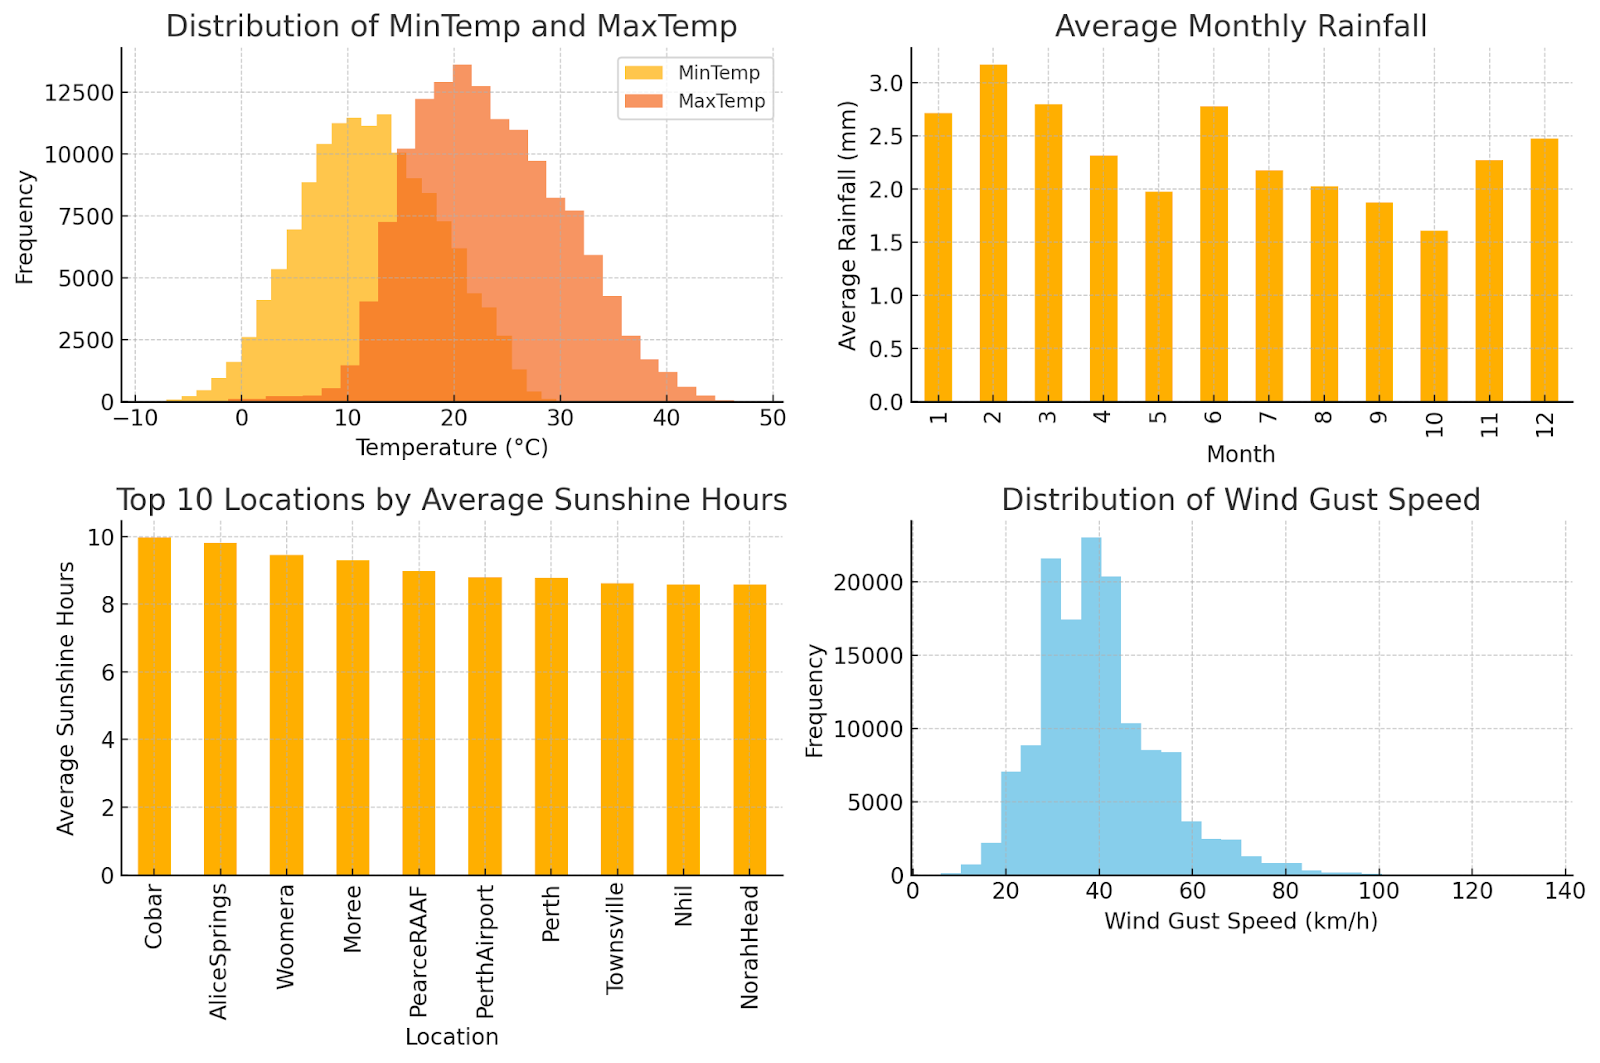 Distribution of MinTemp and MaxTemp
MinTemp
MaxTemp
12500
10000
7500
5000
2500
0
Frequency
−10 0 10 20 30 40 50
Temperature (°C)
Average Monthly Rainfall
3.0
2.5
2.0
1.5
1.0
0.5
0.0
Average Rainfall (mm)
1 2 3 4 5 6 7 8 9 10 11 12
Month
Top 10 Locations by Average Sunshine Hours
10
8
6
4
2
0
Average Sunshine Hours
Cobar
AliceSprings
Woomera
Moree
PearceRAAF
PerthAirport
Perth
Townsville
Nhil
NorahHead
Location
Distribution of Wind Gust Speed
20000
15000
10000
5000
0
Frequency
0 20 40 60 80 100 120 140
Wind Gust Speed (km/h)